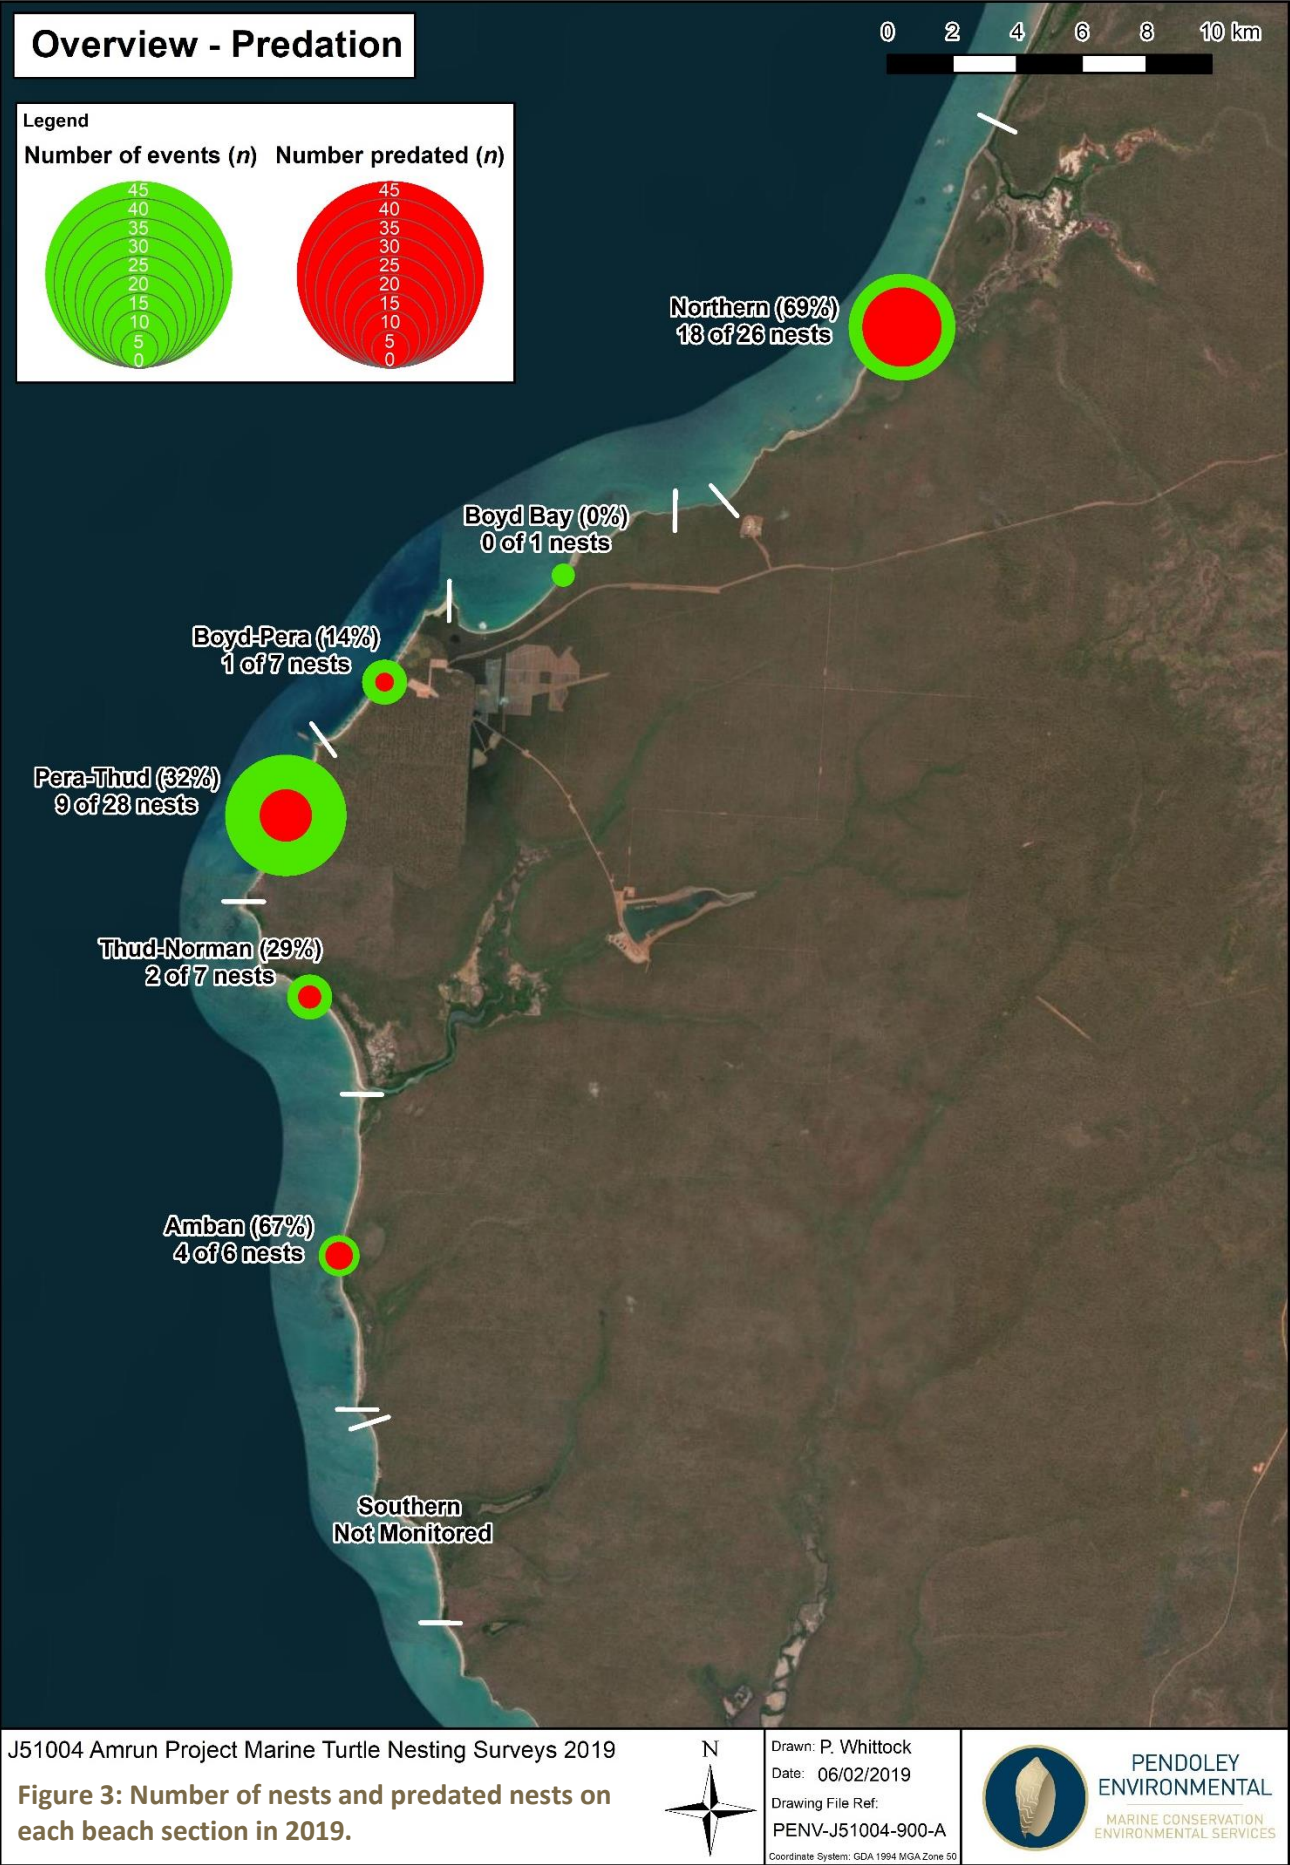 Overview - Predation
0 2 4 6 8 10 km
Legend
Number of events (n) Number predated (n)
45 45
40 40
35 35
30 30
25 25
20 20
15 15
10 10
5 5
0 0
Northern (69%)
18 of 26 nests
Boyd Bay (0%)
0 of 1 nests
Boyd-Pera (14%)
1 of 7 nests
Pera-Thud (32%)
9 of 28 nests
Thud-Norman (29%)
2 of 7 nests
Amban (67%)
4 of 6 nests
Southern
Not Monitored
J51004 Amrun Project Marine Turtle Nesting Surveys 2019
Figure 3: Number of nests and predated nests on
each beach section in 2019.
N
Drawn: P. Whittock
Date: 06/02/2019
Drawing File Ref:
PENV-J51004-900-A
Coordinate System: GDA 1994 MGA Zone 50
PENDOLEY
ENVIRONMENTAL
MARINE CONSERVATION
ENVIRONMENTAL SERVICES